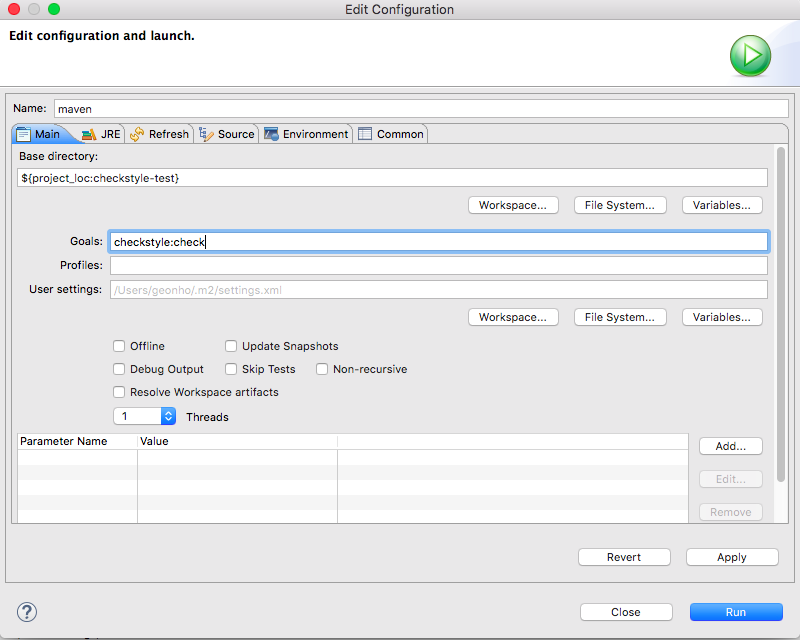 Edit Configuration
Edit configuration and launch.
Name: maven
Main JRE Refresh Source Environment Common
Base directory:
${project_loc:checkstyle-test}
Workspace... File System... Variables...
Goals: checkstyle:check
Profiles:
User settings: /Users/geonho/.m2/settings.xml
Workspace... File System... Variables...
Offline Update Snapshots
Debug Output Skip Tests Non-recursive
Resolve Workspace artifacts
1 Threads
Parameter Name Value
Add...
Edit...
Remove
Revert Apply
? Close Run